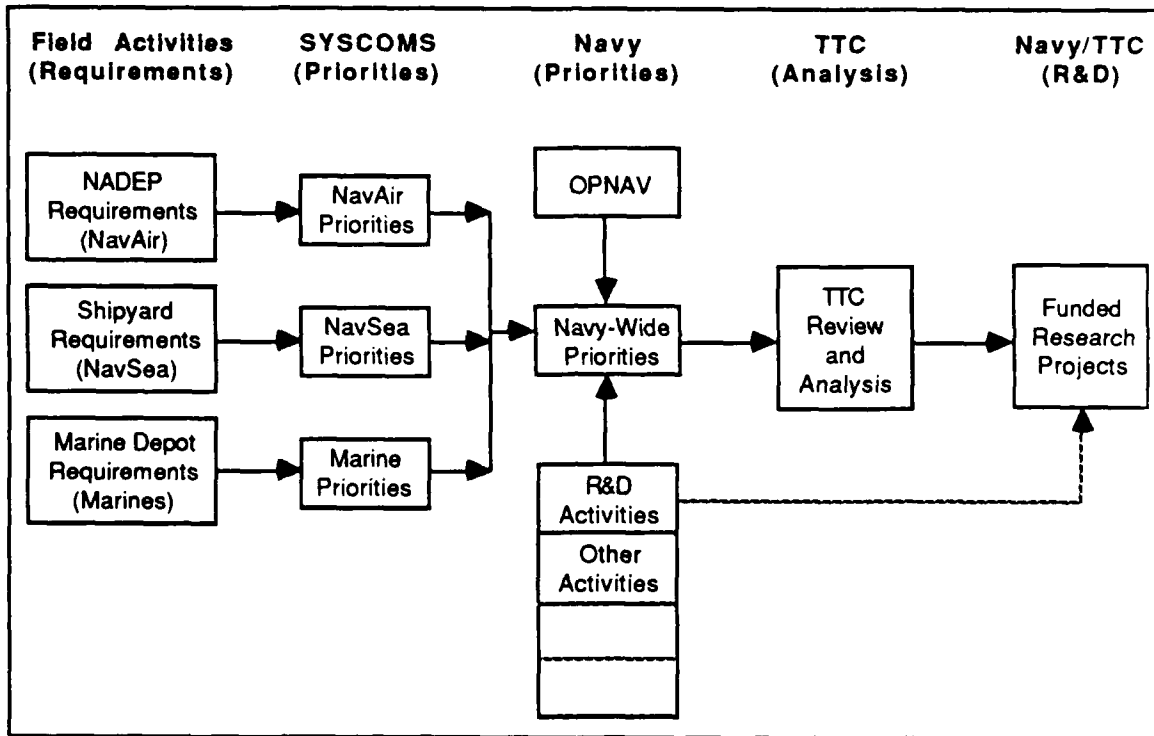 Field Activities
(Requirements)
SYSCOMS
(Priorities)
Navy
(Priorities)
TTC
(Analysis)
Navy/TTC
(R&D)
NADEP
Requirements
(NavAir)
NavAir
Priorities
OPNAV
Shipyard
Requirements
(NavSea)
NavSea
Priorities
Navy-Wide
Priorities
TTC
Review
and
Analysis
Funded
Research
Projects
Marine Depot
Requirements
(Marines)
Marine
Priorities
R&D
Activities
Other
Activities